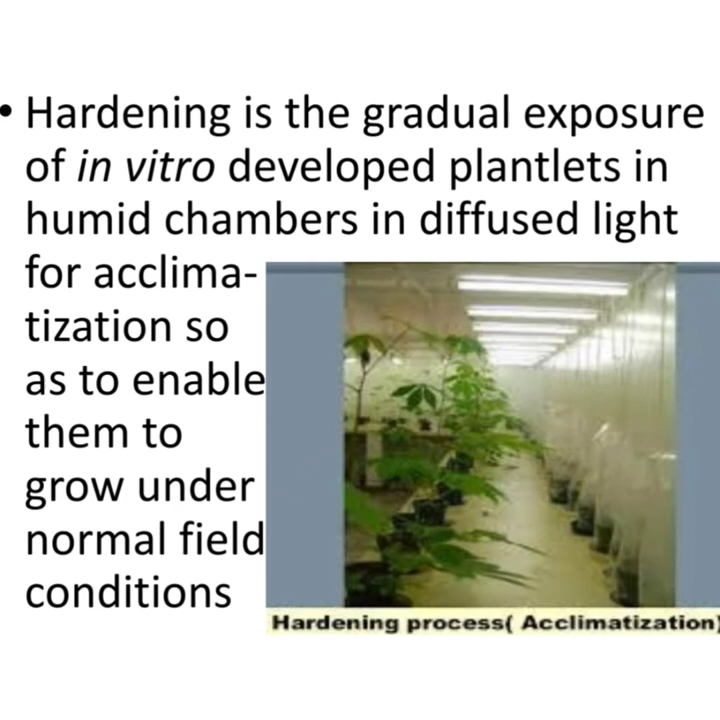 • Hardening is the gradual exposure
of in vitro developed plantlets in
humid chambers in diffused light
for acclima-
tization so
as to enable
them to
grow under
normal field
conditions
Hardening process( Acclimatization)